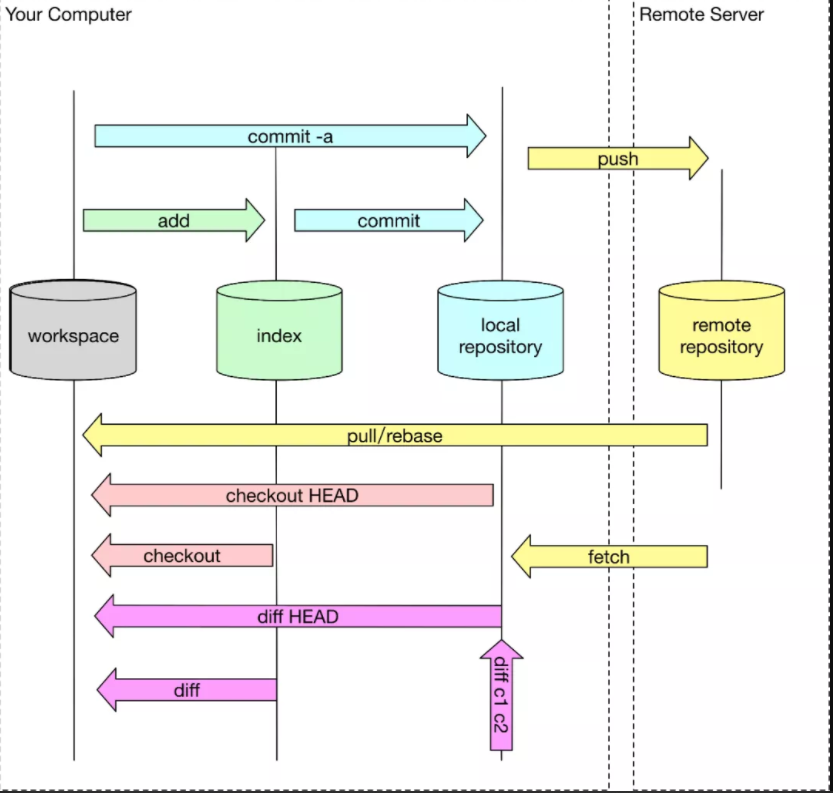 Your Computer
Remote Server
commit -a
push
add
commit
workspace
index
local
repository
remote
repository
pull/rebase
checkout HEAD
checkout
fetch
diff HEAD
diff
diff c1 c2